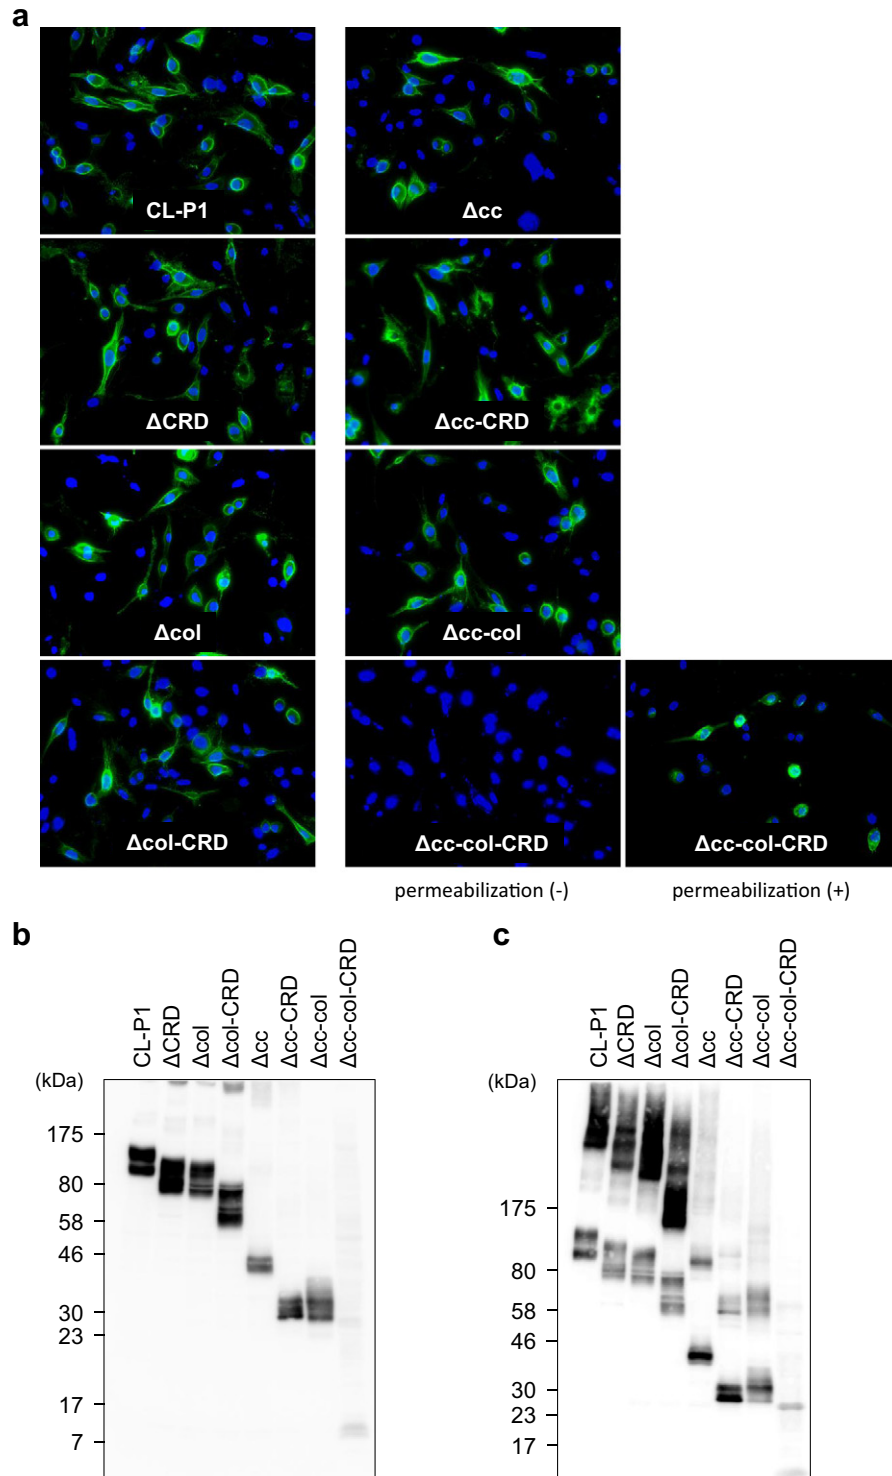 a
CL-P1
Δcc
ΔCRD
Δcc-CRD
Δcol
Δcc-col
Δcol-CRD
Δcc-col-CRD
Δcc-col-CRD
permeabilization (-)
permeabilization (+)
b
CL-P1
ΔCRD
Δcol
Δcol-CRD
Δcc
Δcc-CRD
Δcc-col
Δcc-col-CRD
(kDa)
175
80
58
46
30
23
17
7
c
CL-P1
ΔCRD
Δcol
Δcol-CRD
Δcc
Δcc-CRD
Δcc-col
Δcc-col-CRD
(kDa)
175
80
58
46
30
23
17